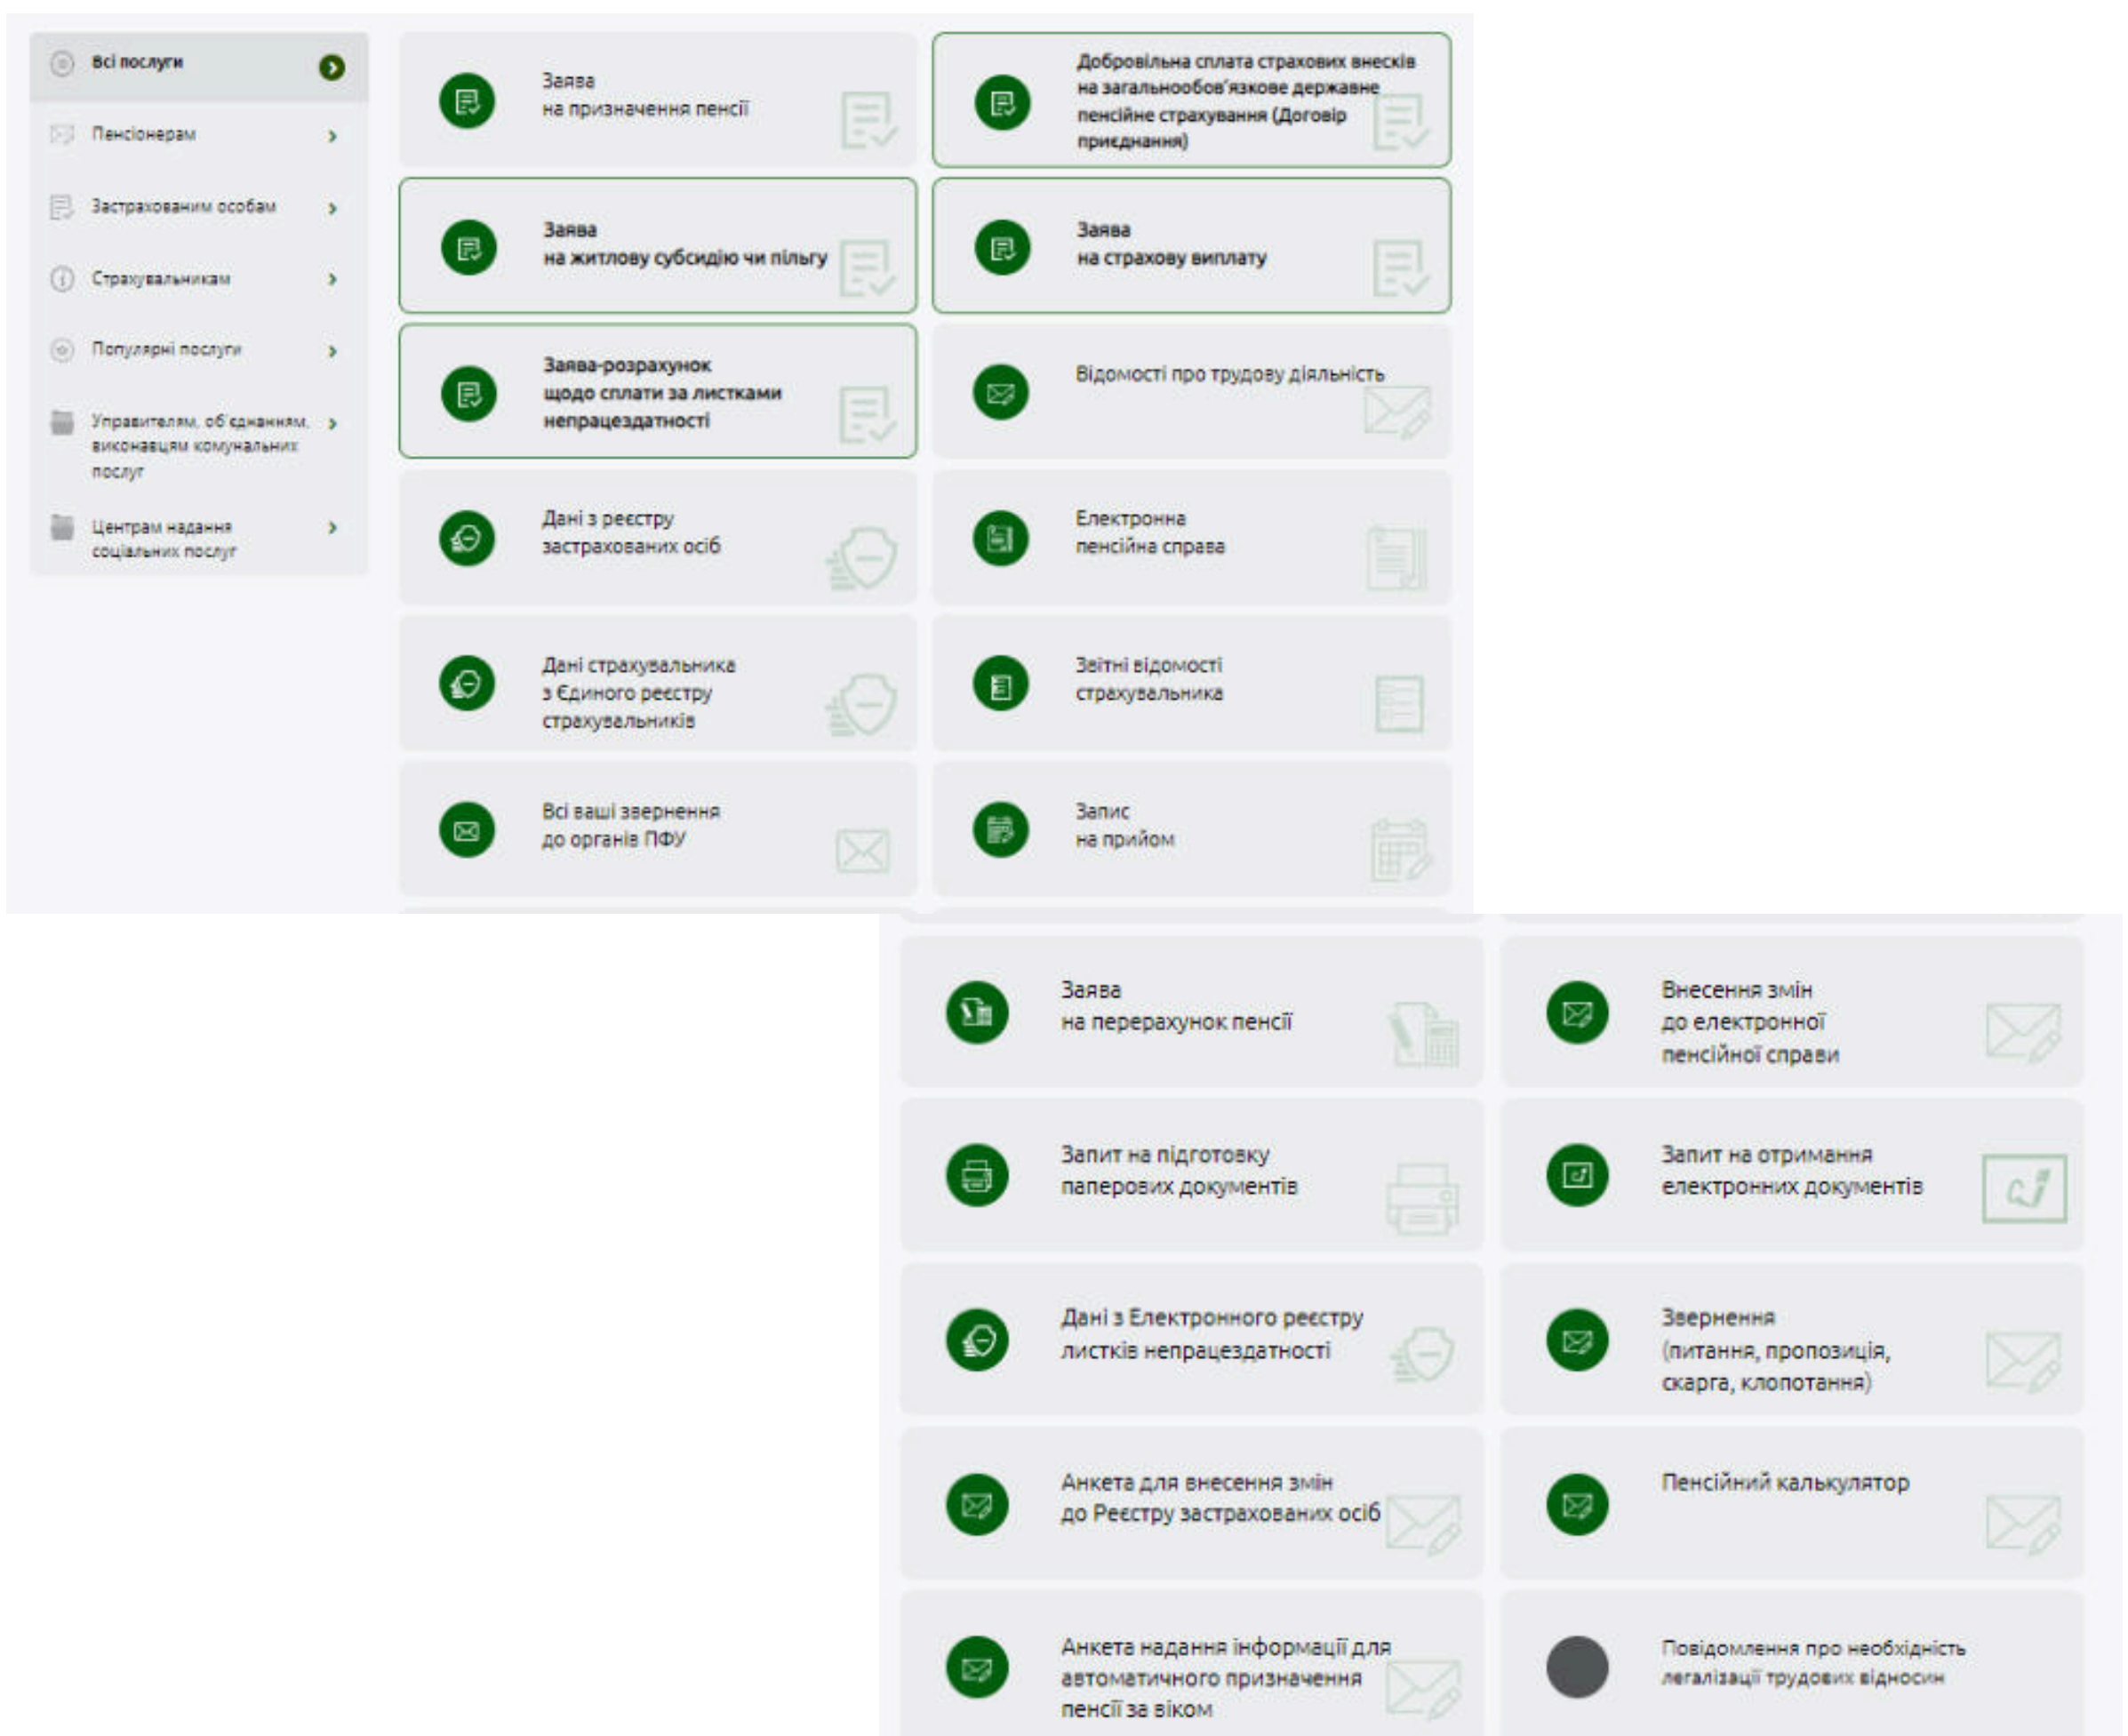 Всі послуги
Пенсіонерам
Застрахованим особам
Страхувальникам
Популярні послуги
Управителям, об'єднанням,
виконавцям комунальних
послуг
Центрам надання
соціальних послуг
Заява
на призначення пенсії
Добровільна сплата страхових внесків
на загальнообов'язкове державне
пенсійне страхування (Договір
приєднання)
Заява
на житлову субсидію чи пільгу
Заява
на страхову виплату
Заява-розрахунок
щодо сплати за листками
непрацездатності
Відомості про трудову діяльність
Дані з реєстру
застрахованих осіб
Електронна
пенсійна справа
Дані страхувальника
з Єдиного реєстру
страхувальників
Звітні відомості
страхувальника
Всі ваші звернення
до органів ПФУ
Запис
на прийом
Заява
на перерахунок пенсії
Внесення змін
до електронної
пенсійної справи
Запит на підготовку
паперових документів
Запит на отримання
електронних документів
Дані з Електронного реєстру
листків непрацездатності
Звернення
(питання, пропозиція,
скарга, клопотання)
Анкета для внесення змін
до Реєстру застрахованих осіб
Пенсійний калькулятор
Анкета надання інформації для
автоматичного призначення
пенсії за віком
Повідомлення про необхідність
легалізації трудових відносин